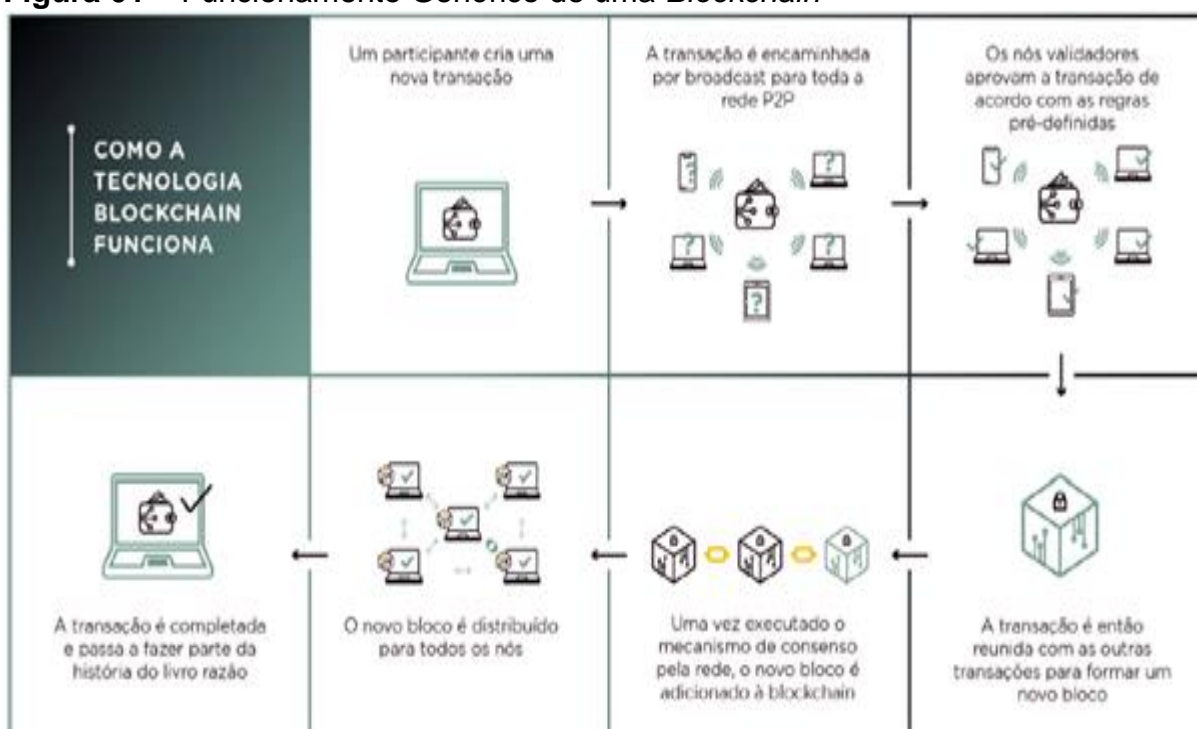 Funcionamento Genérico de uma Blockchain
COMO A
TECNOLOGIA
BLOCKCHAIN
FUNCIONA
Um participante cria uma
nova transação
A transação é encaminhada
por broadcast para toda a
rede P2P
Os nós validadores
aprovam a transação de
acordo com as regras
pré-definidas
A transação é então
reunida com as outras
transações para formar um
novo bloco
Uma vez executado o
mecanismo de consenso
pela rede, o novo bloco é
adicionado à blockchain
O novo bloco é distribuído
para todos os nós
A transação é completada
e passa a fazer parte da
história do livro razão